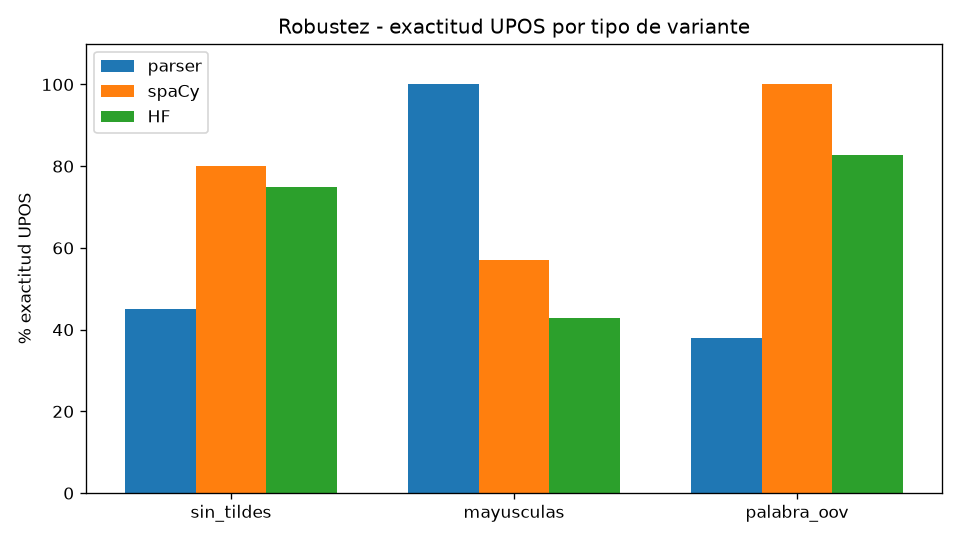 Robustez - exactitud UPOS por tipo de variante
parser
spaCy
HF
% exactitud UPOS
100
80
60
40
20
0
sin_tildes
mayusculas
palabra_oov